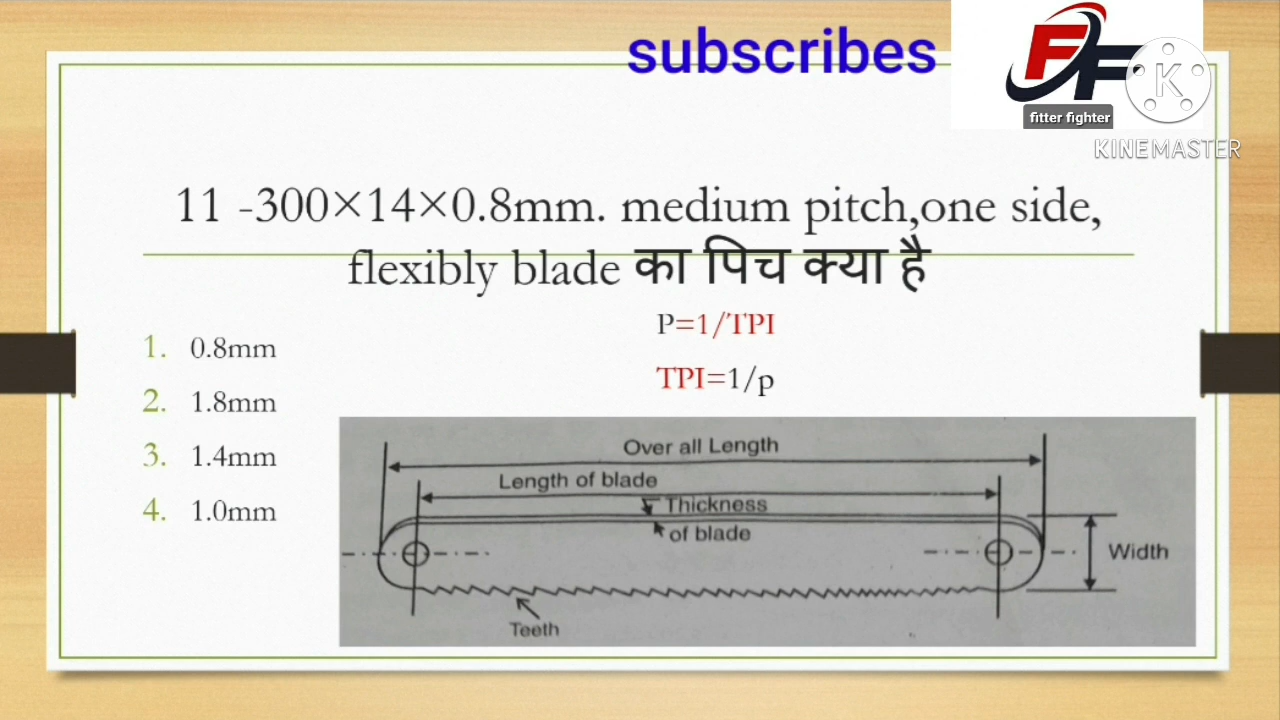 subscribes
fitter fighter
K
KINEMASTER
11 -300×14×0.8mm. medium pitch,one side,
flexibly blade का पिच क्या है
P=1/TPI
TPI=1/p
1. 0.8mm
2. 1.8mm
3. 1.4mm
4. 1.0mm
Over all Length
Length of blade
Thickness
of blade
Width
Teeth